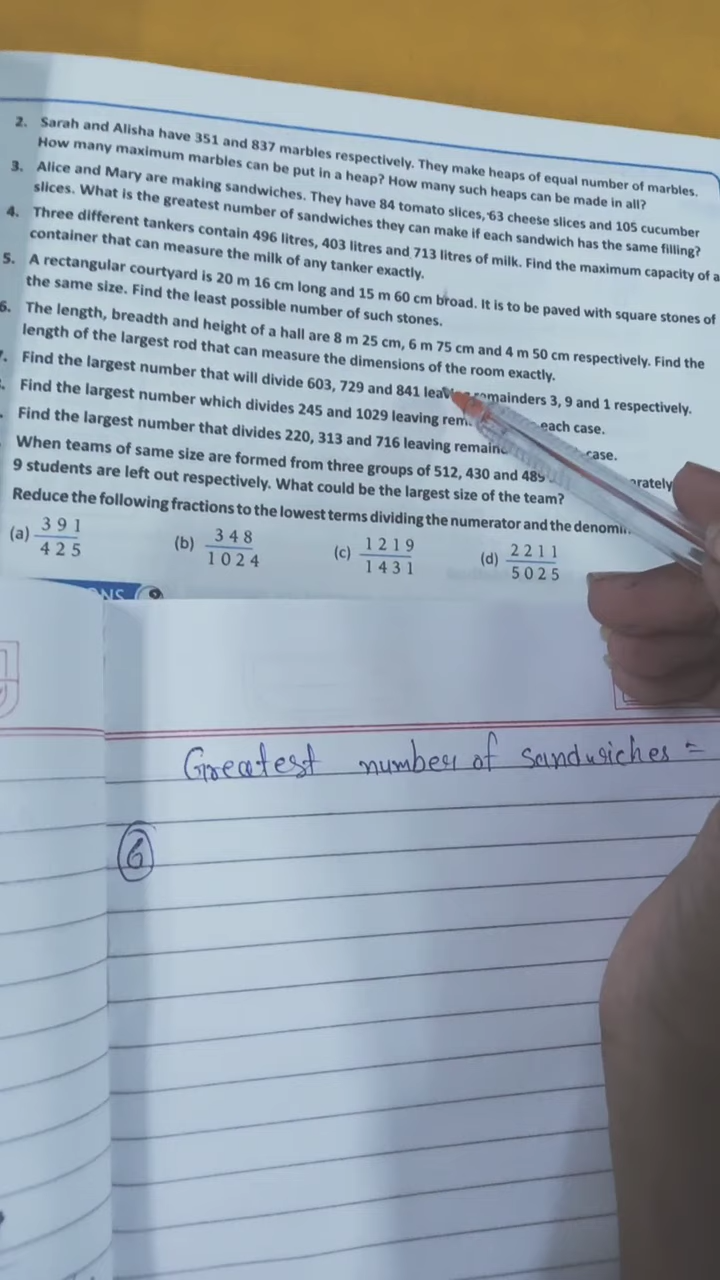 2. Sarah and Alisha have 351 and 837 marbles respectively. They make heaps of equal number of marbles.
How many maximum marbles can be put in a heap? How many such heaps can be made in all?
3. Alice and Mary are making sandwiches. They have 84 tomato slices, 63 cheese slices and 105 cucumber
slices. What is the greatest number of sandwiches they can make if each sandwich has the same filling?
4. Three different tankers contain 496 litres, 403 litres and 713 litres of milk. Find the maximum capacity of a
container that can measure the milk of any tanker exactly.
5. A rectangular courtyard is 20 m 16 cm long and 15 m 60 cm broad. It is to be paved with square stones of
the same size. Find the least possible number of such stones.
6. The length, breadth and height of a hall are 8 m 25 cm, 6 m 75 cm and 4 m 50 cm respectively. Find the
length of the largest rod that can measure the dimensions of the room exactly.
Find the largest number that will divide 603, 729 and 841 remainders 3, 9 and 1 respectively.
Find the largest number which divides 245 and 1029 leaving each case.
Find the largest number that divides 220, 313 and 716 leaving case.
When teams of same size are formed from three groups of 512, 430 and
9 students are left out respectively. What could be the largest size of the team?
Reduce the following fractions to the lowest terms dividing the numerator and the
(a) 391/425 (b) 348/1024 (c) 1219/1431 (d) 2211/5025
Greatest number of sandwiches =
6